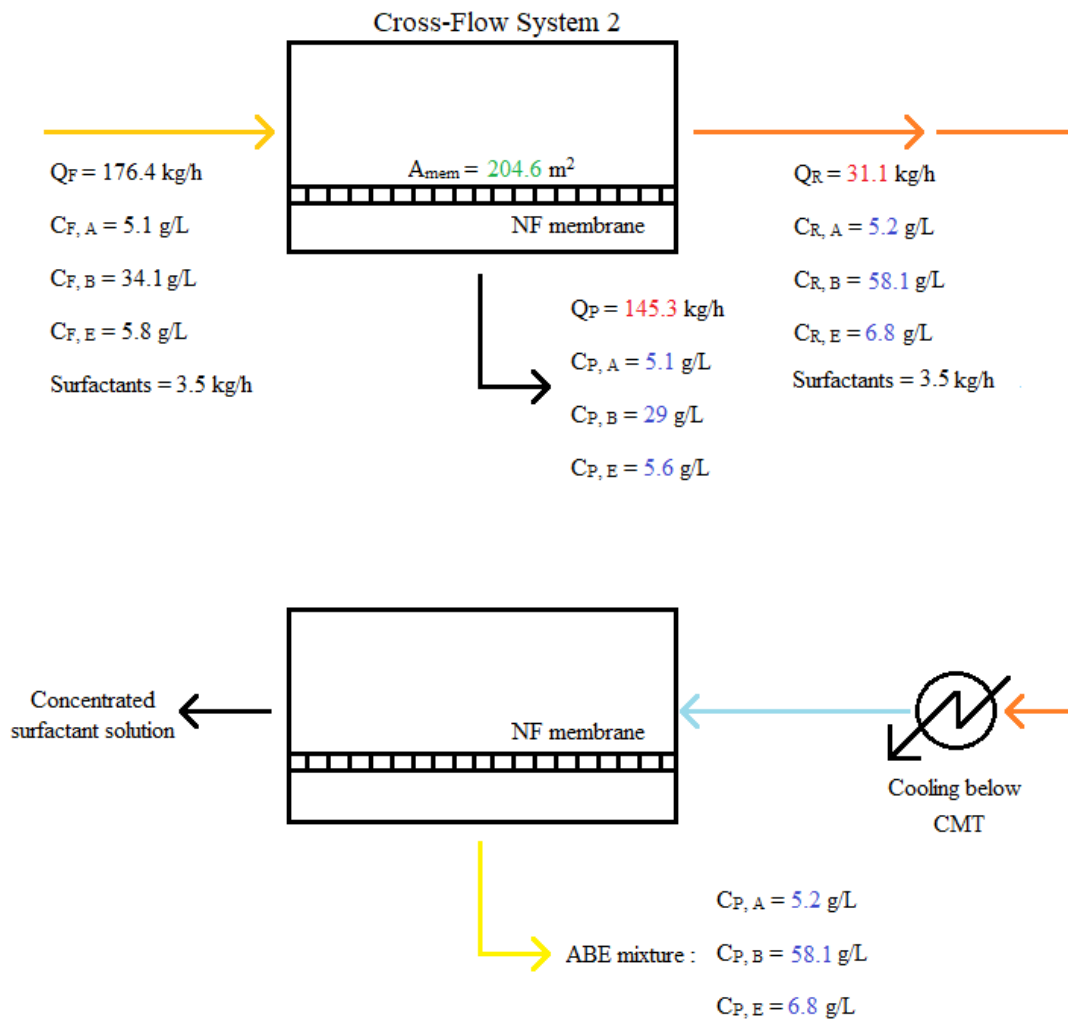 Cross-Flow System 2
QF = 176.4 kg/h
CF, A = 5.1 g/L
CF, B = 34.1 g/L
CF, E = 5.8 g/L
Surfactants = 3.5 kg/h
Amem = 204.6 m²
NF membrane
QP = 145.3 kg/h
CP, A = 5.1 g/L
CP, B = 29 g/L
CP, E = 5.6 g/L
QR = 31.1 kg/h
CR, A = 5.2 g/L
CR, B = 58.1 g/L
CR, E = 6.8 g/L
Surfactants = 3.5 kg/h
Concentrated
surfactant solution
NF membrane
Cooling below
CMT
ABE mixture :
CP, A = 5.2 g/L
CP, B = 58.1 g/L
CP, E = 6.8 g/L